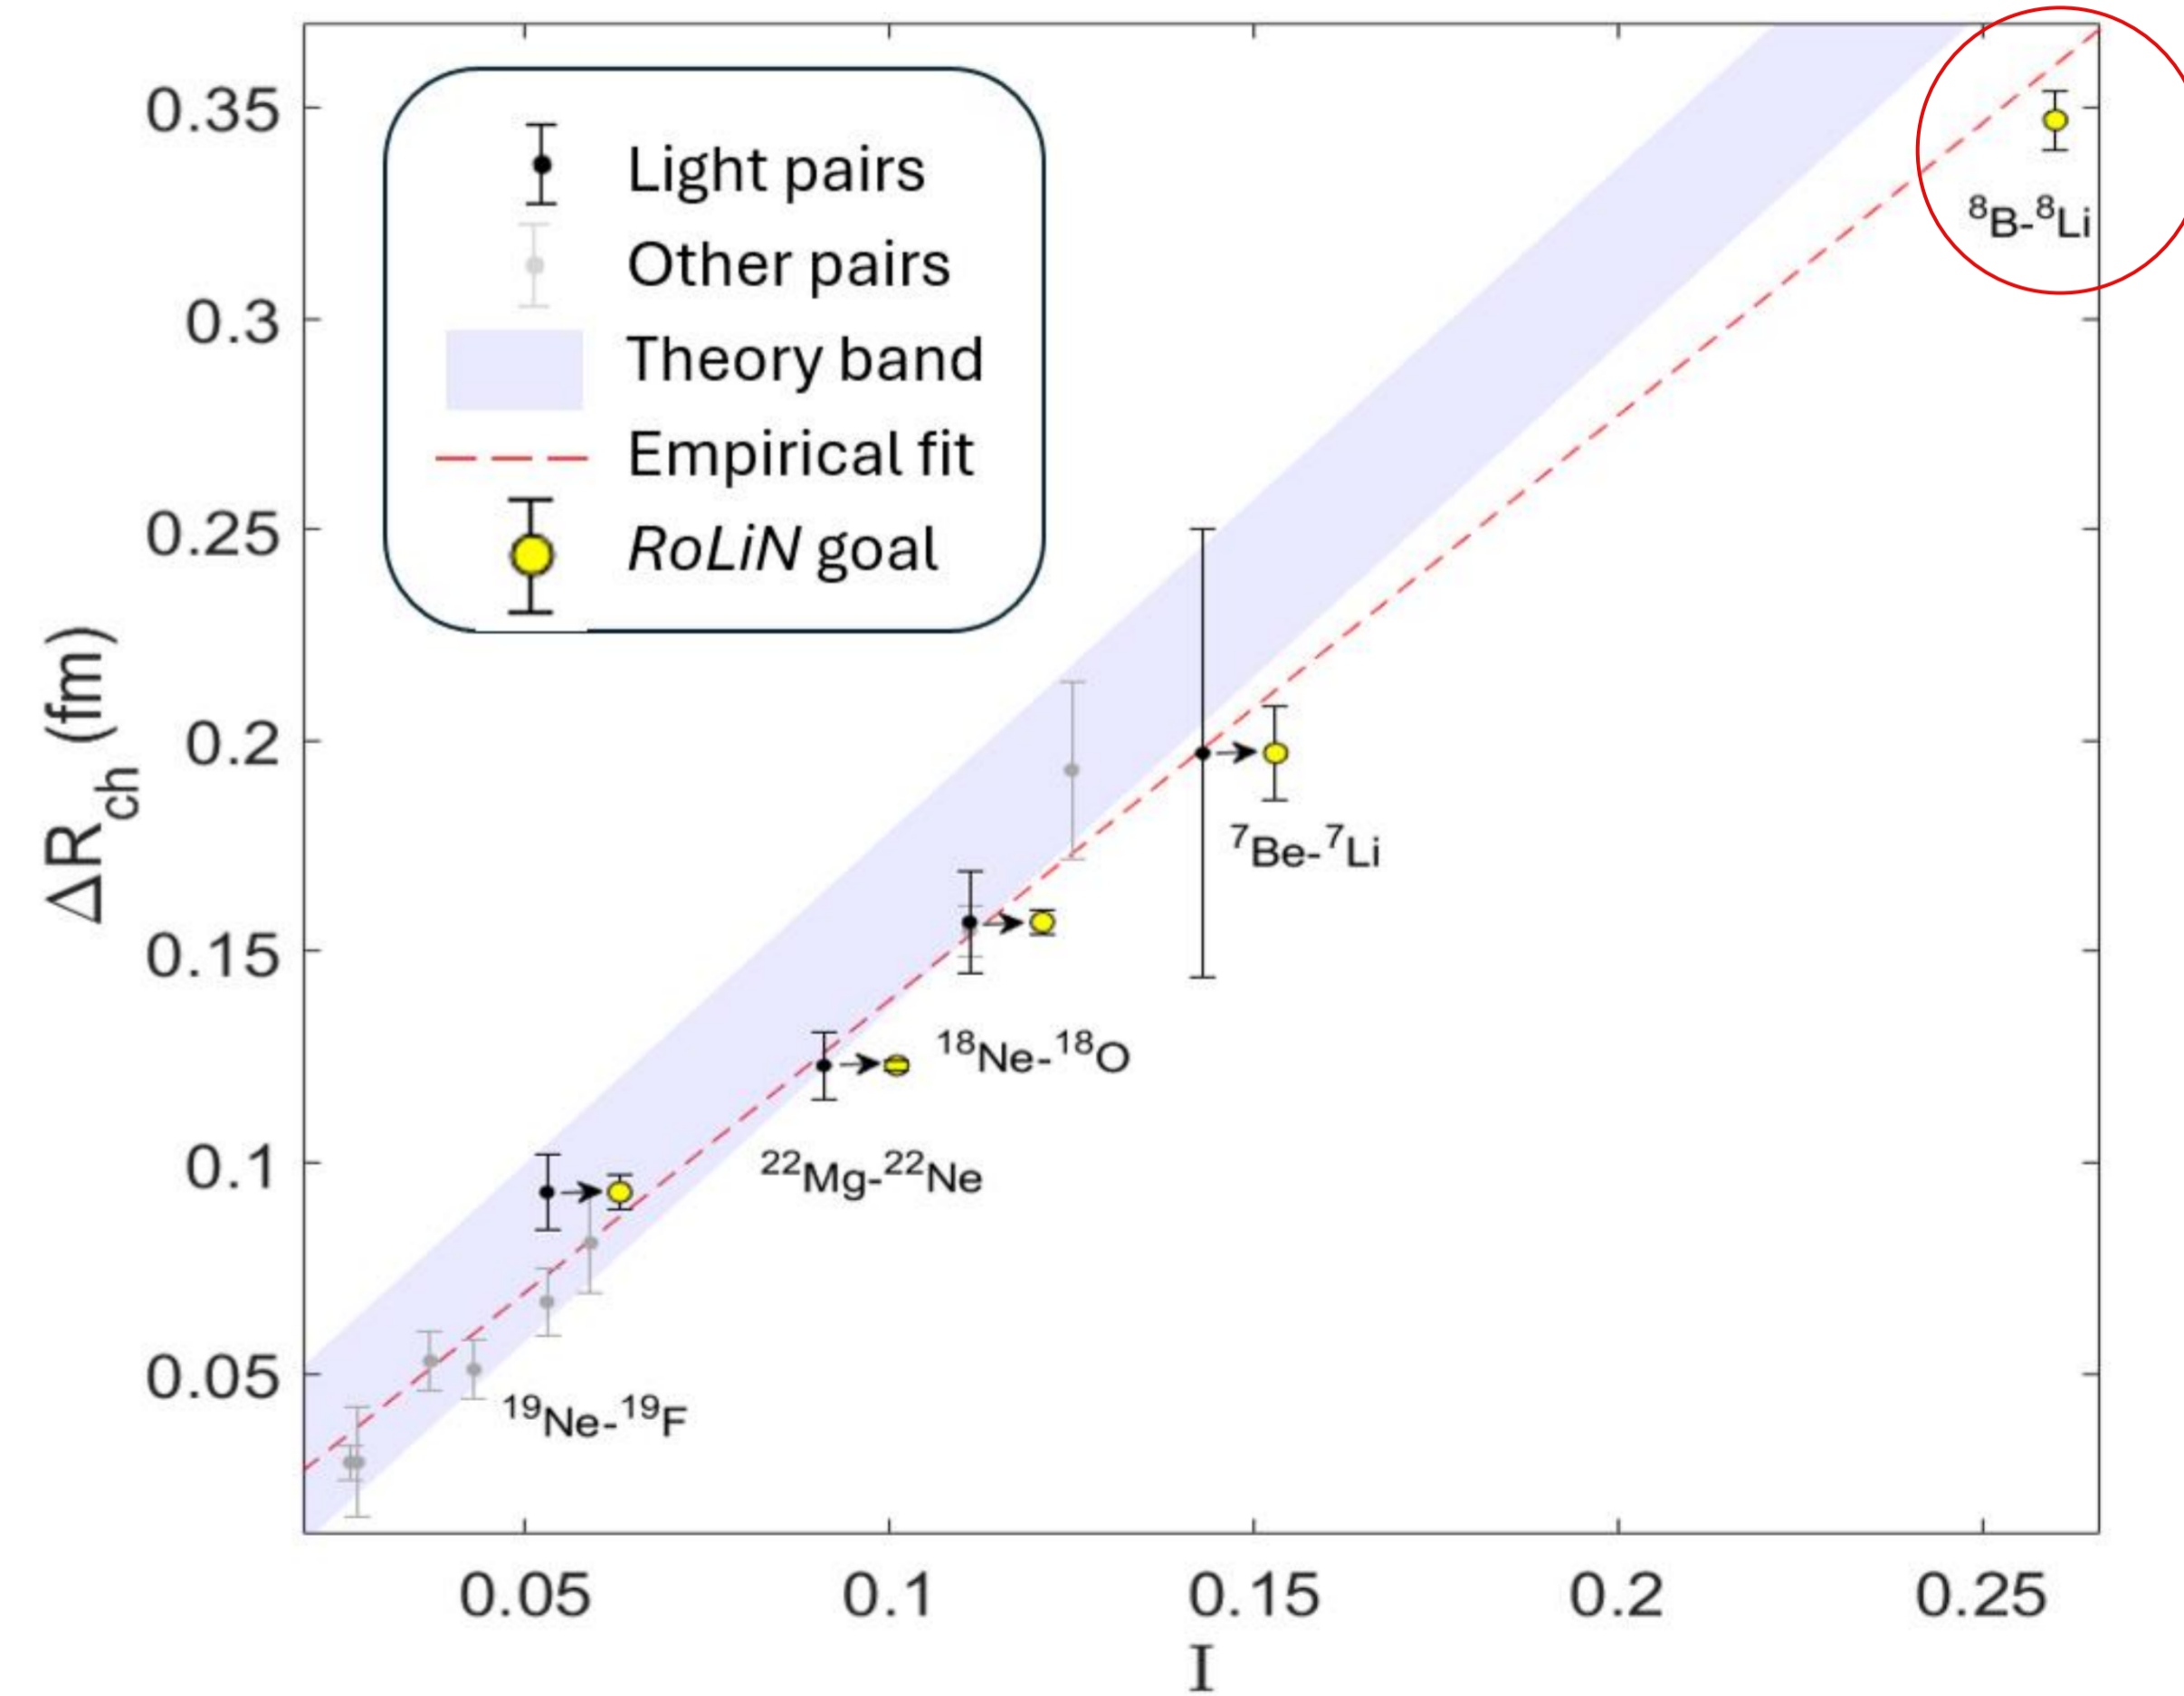 0.35
0.3
0.25
0.2
0.15
0.1
0.05
ΔR_ch (fm)
Light pairs
Other pairs
Theory band
Empirical fit
RoLiN goal
⁸B-⁸Li
⁷Be-⁷Li
¹⁸Ne-¹⁸O
²²Mg-²²Ne
¹⁹Ne-¹⁹F
0.05
0.1
0.15
0.2
0.25
I